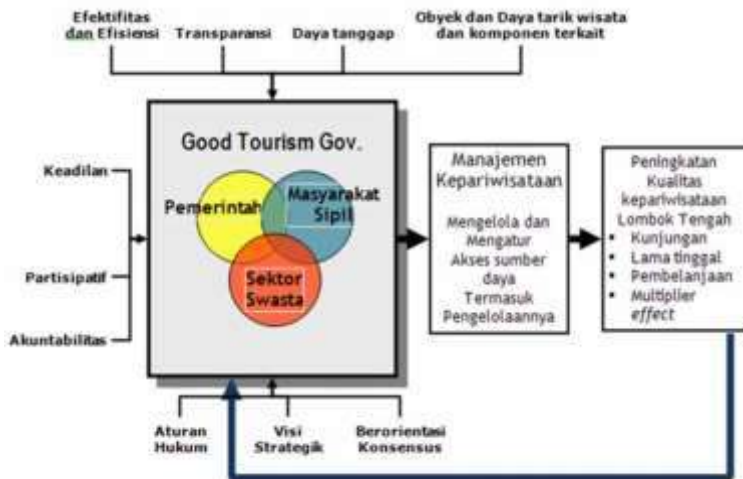 Efektifitas
dan Efisiensi
Transparansi
Daya tanggap
Obyek dan Daya tarik wisata
dan komponen terkait
Good Tourism Gov.
Pemerintah
Masyarakat
Sipil
Sektor
Swasta
Keadilan
Partisipatif
Akuntabilitas
Manajemen
Kepariwisataan
Mengelola dan
Mengatur
Akses sumber
daya
Termasuk
Pengelolaannya
Peningkatan
Kualitas
kepariwisataan
Lombok Tengah
▪ Kunjungan
▪ Lama tinggal
▪ Pembelanjaan
▪ Multiplier
effect
Aturan
Hukum
Visi
Strategik
Berorientasi
Konsensus